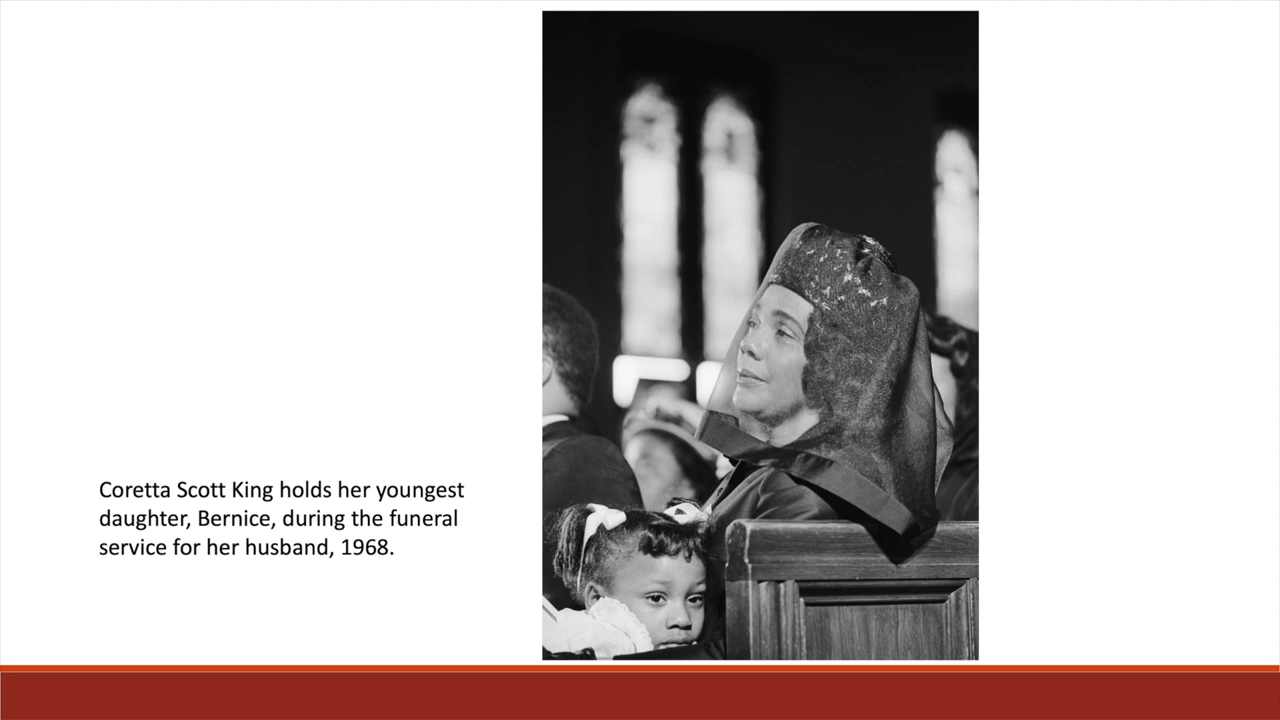 Coretta Scott King holds her youngest
daughter, Bernice, during the funeral
service for her husband, 1968.